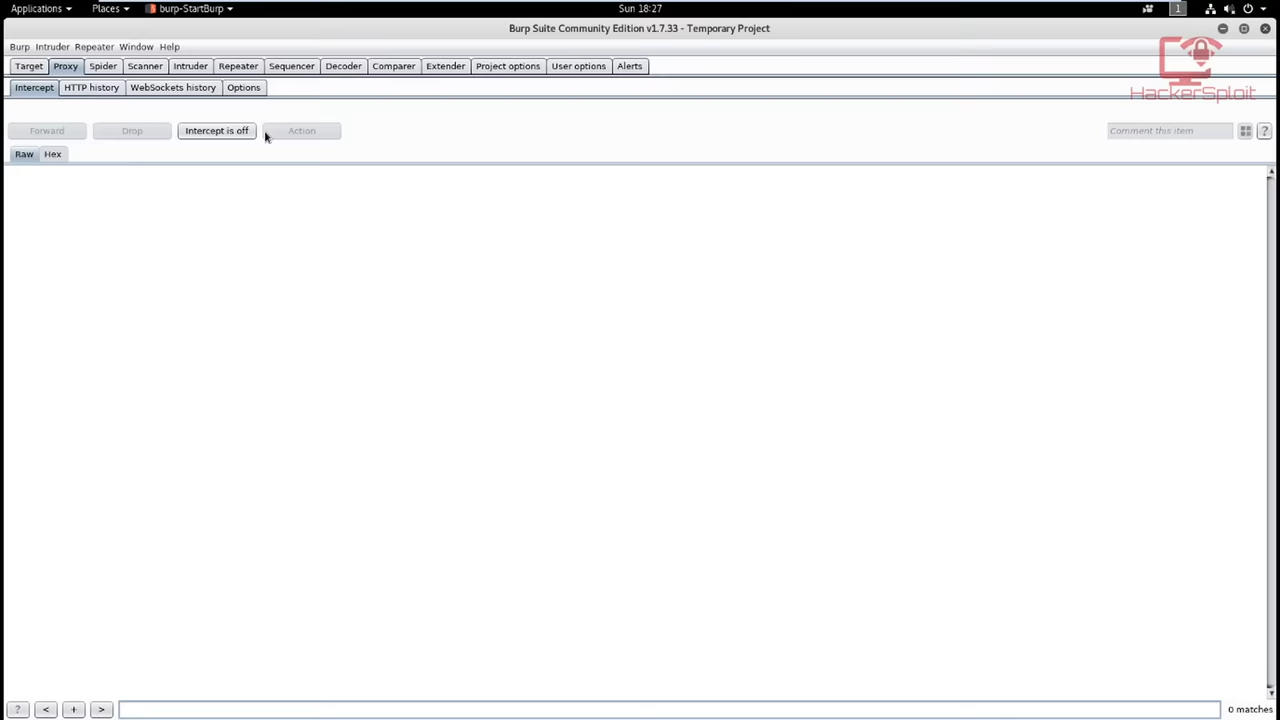 Applications Places burp-StartBurp Sun 18:27 1
Burp Suite Community Edition v1.7.33 - Temporary Project
Burp Intruder Repeater Window Help
Target Proxy Spider Scanner Intruder Repeater Sequencer Decoder Comparer Extender Project options User options Alerts
Intercept HTTP history WebSockets history Options
HackerSploit
Forward Drop Intercept is off Action Comment this item ?
Raw Hex
? < + > 0 matches